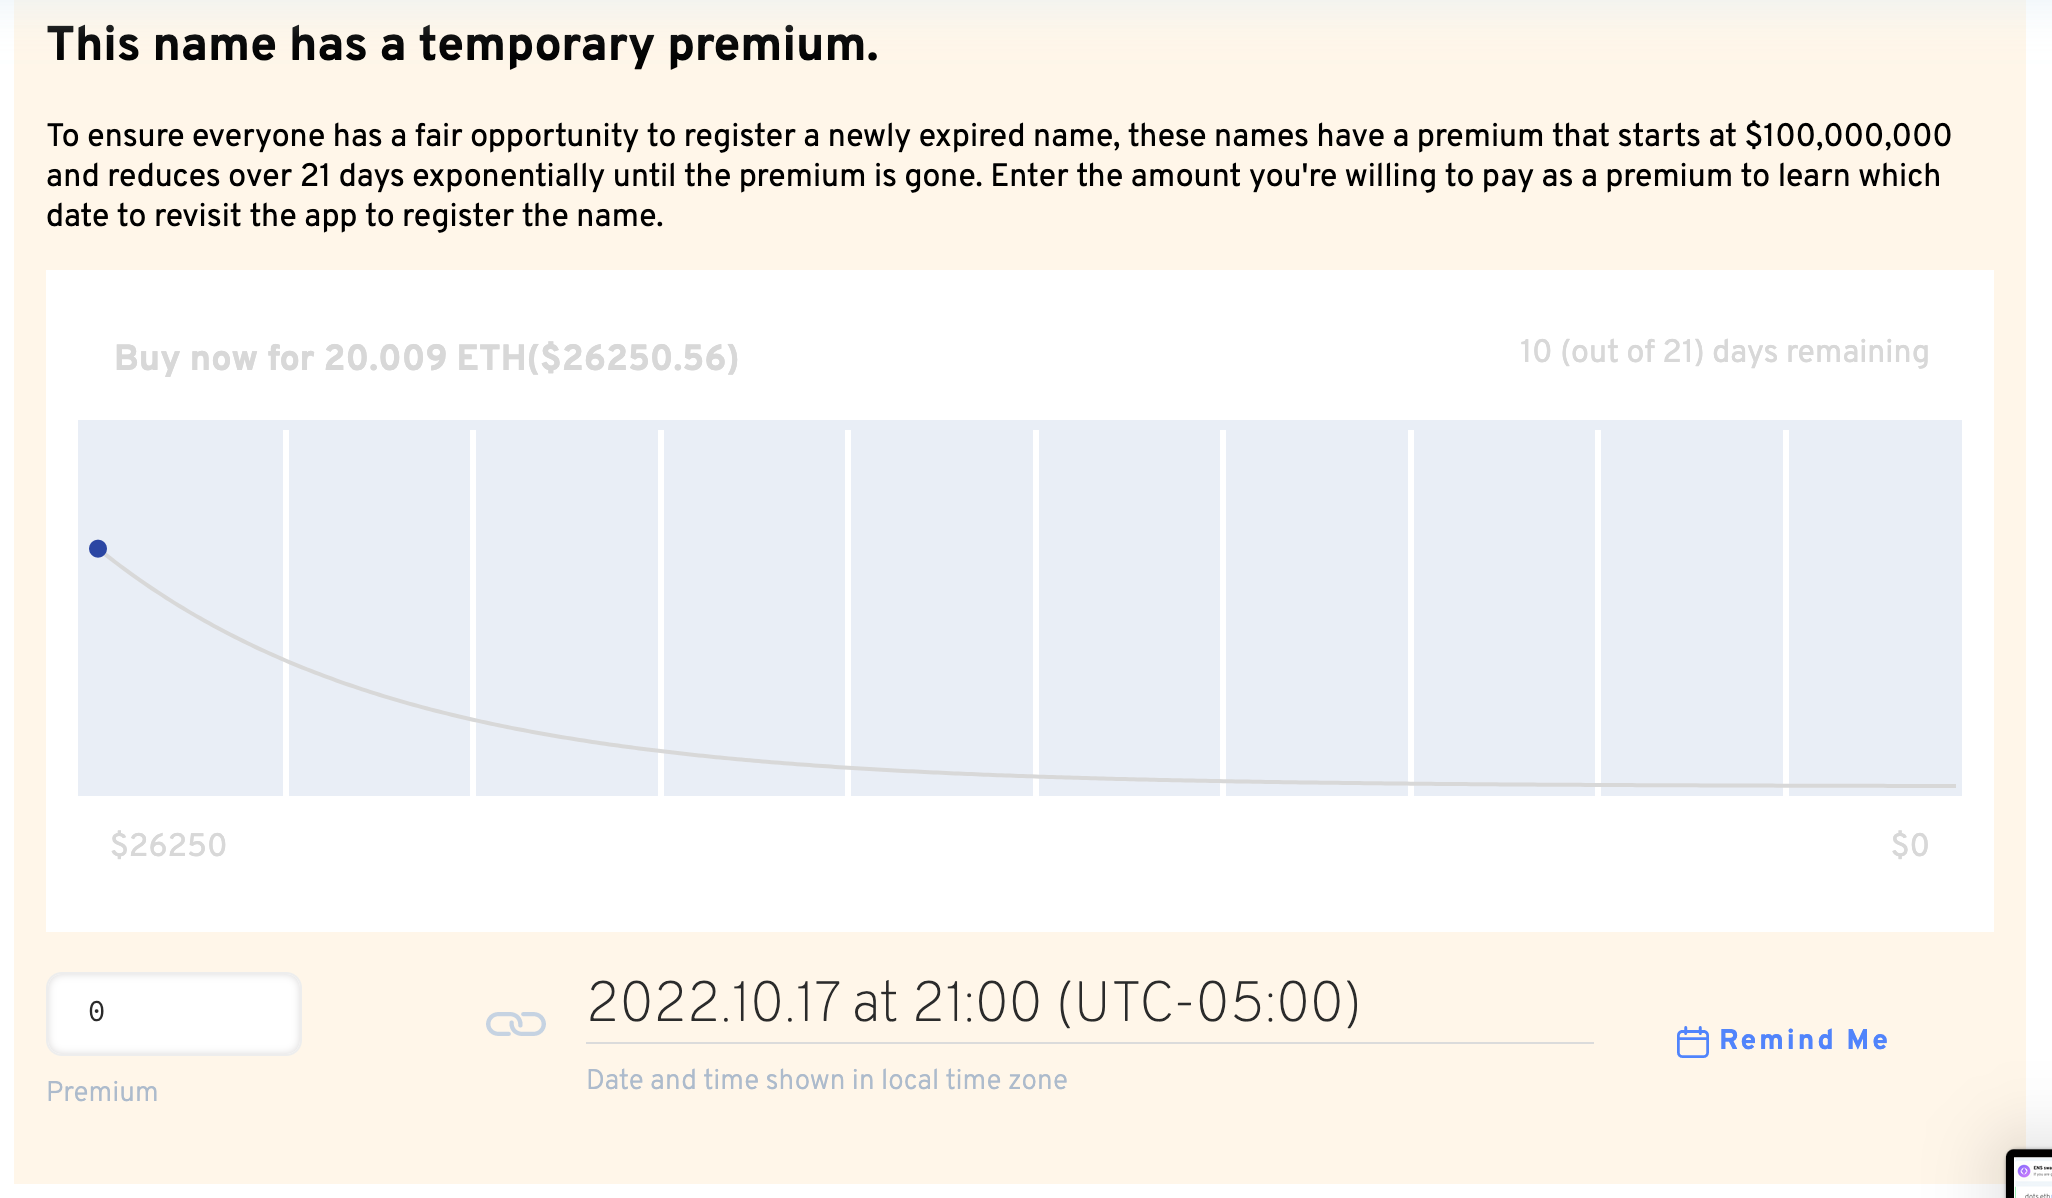 This name has a temporary premium.
To ensure everyone has a fair opportunity to register a newly expired name, these names have a premium that starts at $100,000,000
and reduces over 21 days exponentially until the premium is gone. Enter the amount you're willing to pay as a premium to learn which
date to revisit the app to register the name.
Buy now for 20.009 ETH($26250.56)
10 (out of 21) days remaining
$26250
$0
0
2022.10.17 at 21:00 (UTC-05:00)
Remind Me
Date and time shown in local time zone
Premium